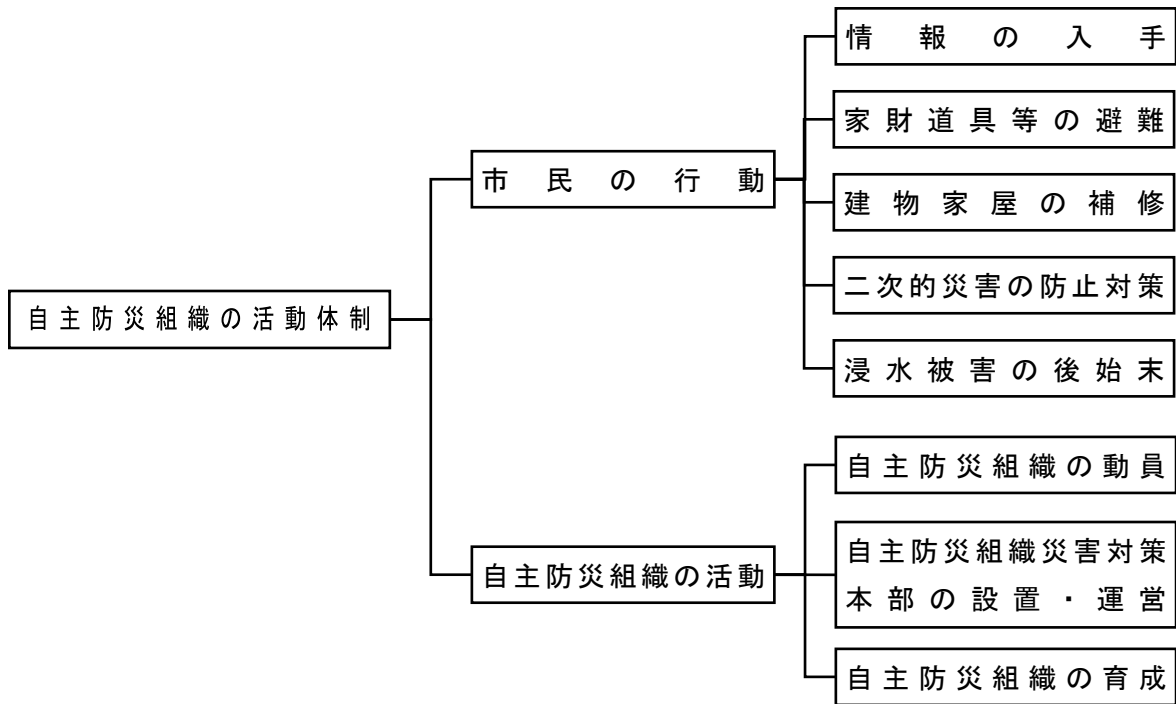 情報の入手
家財道具等の避難
市民の行動
建物家屋の補修
二次的災害の防止対策
自主防災組織の活動体制
浸水被害の後始末
自主防災組織の動員
自主防災組織の活動
自主防災組織災害対策
本部の設置・運営
自主防災組織の育成